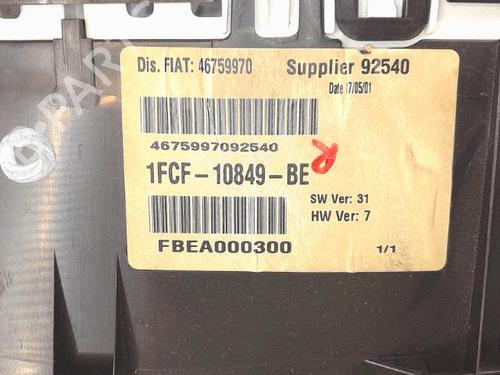 Dis. FIAT: 46759970 Supplier 92540
Date 17/05/01
4675997092540
1FCF-10849-BE
SW Ver: 31
HW Ver: 7
FBEA000300
1/1
B-PARTS